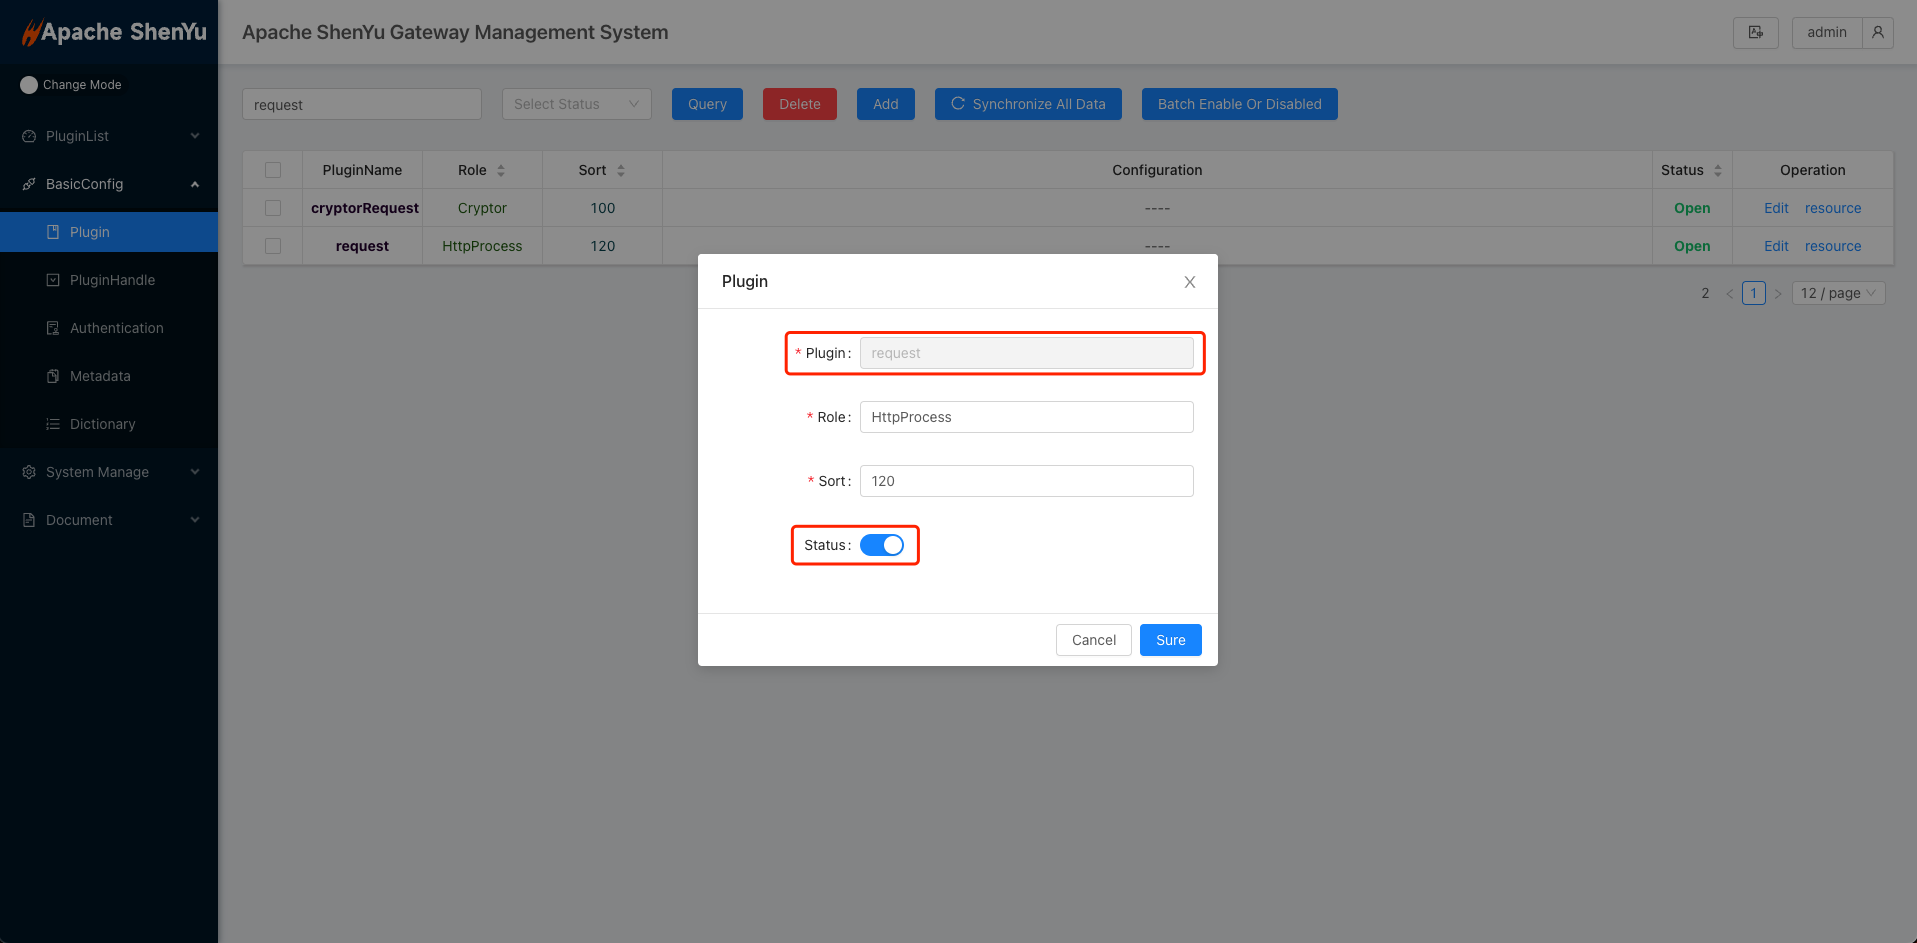 Apache ShenYu
Apache ShenYu Gateway Management System
admin
Change Mode
request
Select Status
Query
Delete
Add
Synchronize All Data
Batch Enable Or Disabled
PluginList
BasicConfig
Plugin
PluginHandle
Authentication
Metadata
Dictionary
System Manage
Document
PluginName Role Sort Configuration Status Operation
cryptorRequest Cryptor 100 ---- Open Edit resource
request HttpProcess 120 ---- Open Edit resource
2 < 1 > 12 / page
Plugin
* Plugin: request
* Role: HttpProcess
* Sort: 120
Status:
Cancel
Sure